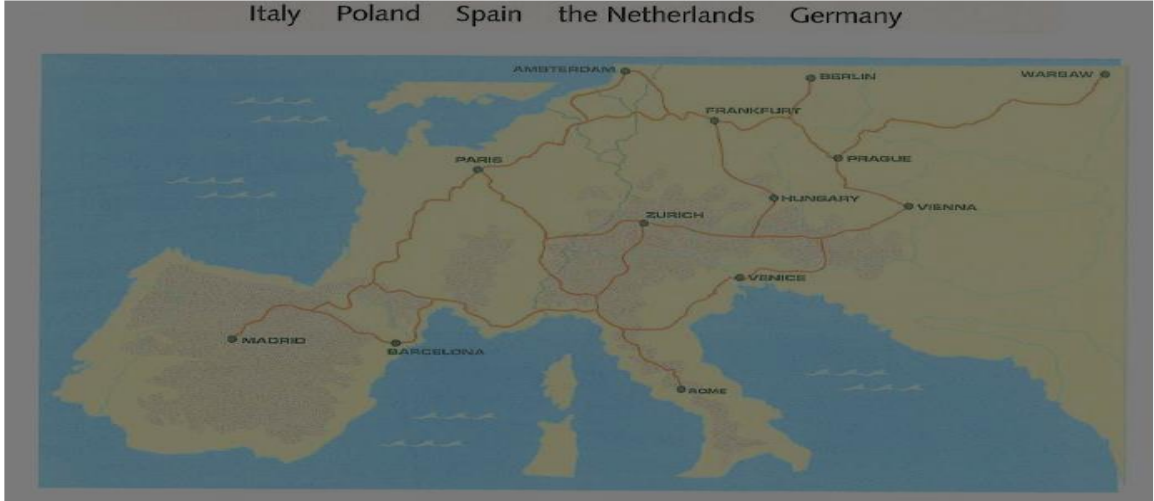 Italy Poland Spain the Netherlands Germany
AMSTERDAM
BERLIN
WARSAW
FRANKFURT
PARIS
PRAGUE
HUNGARY
VIENNA
ZURICH
VENICE
MADRID
BARCELONA
ROME